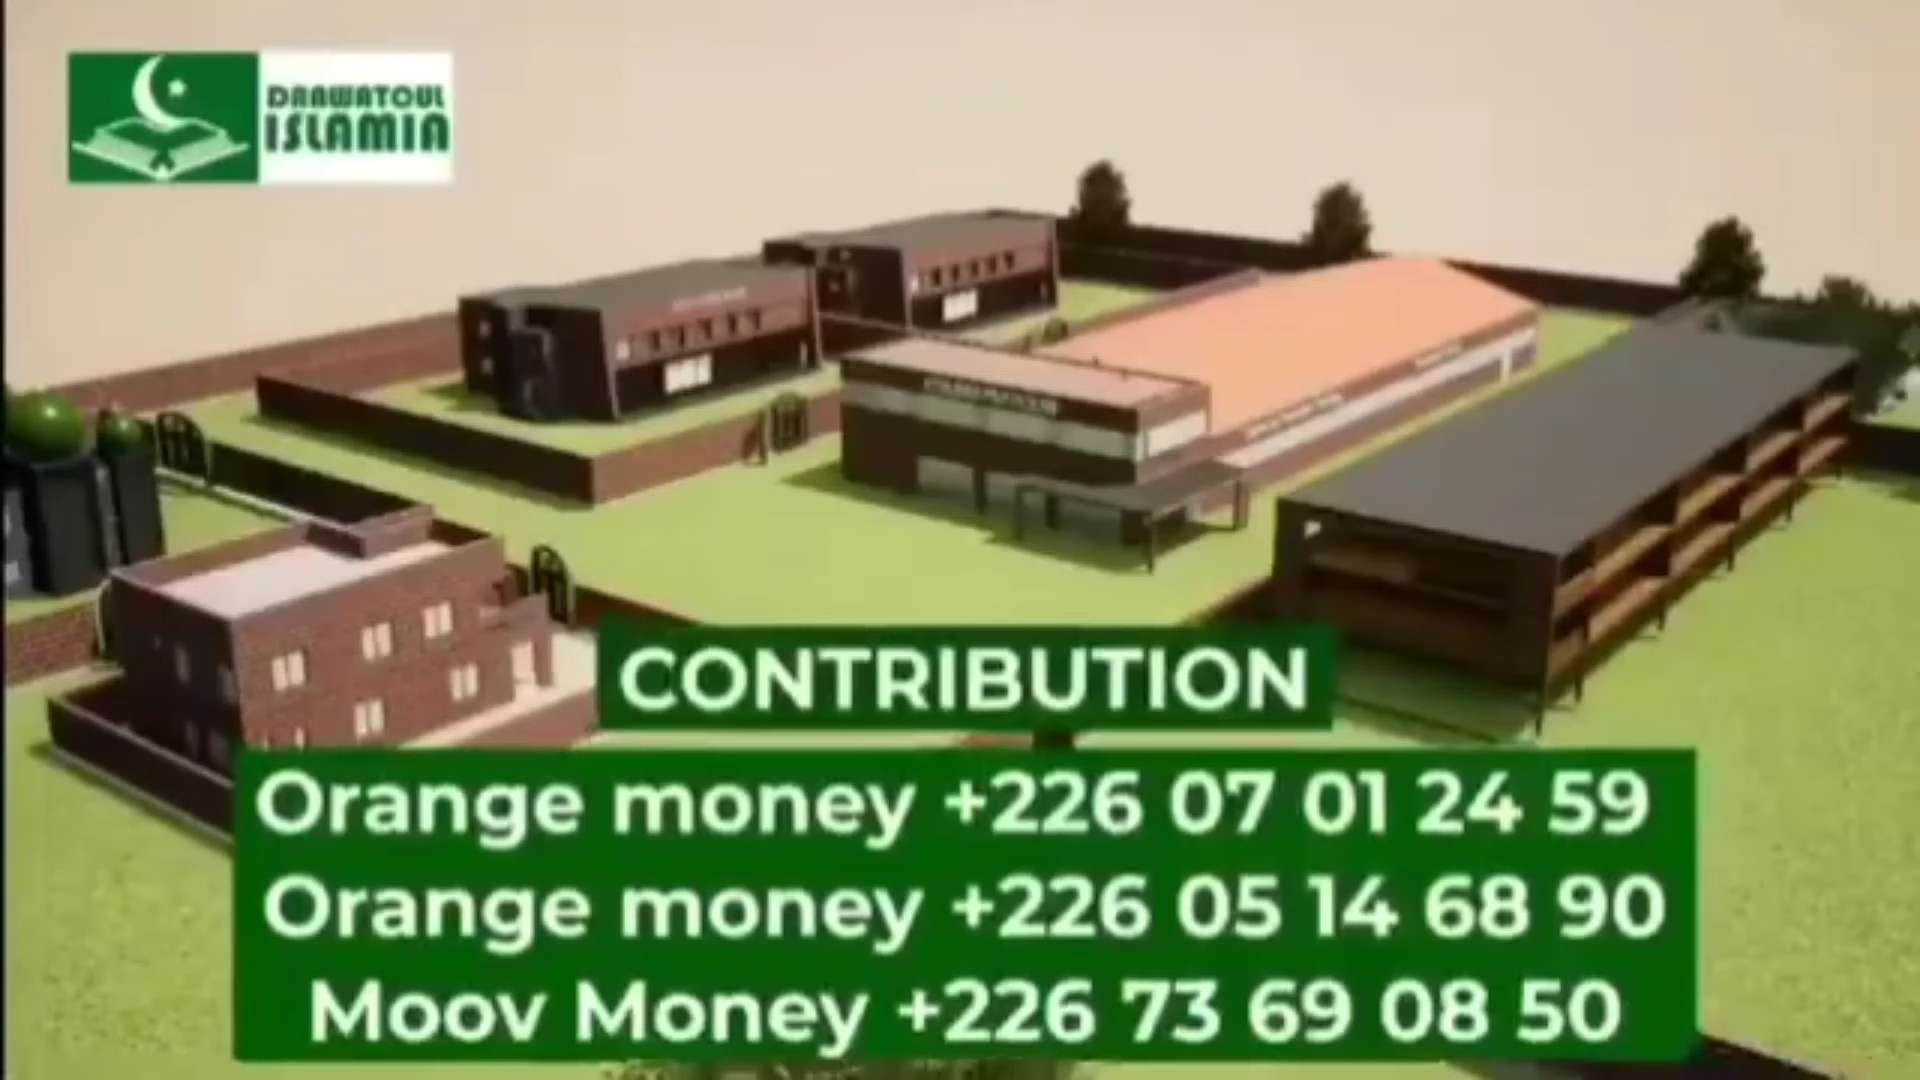 DAAWATOUL
ISLAMIA
CONTRIBUTION
Orange money +226 07 01 24 59
Orange money +226 05 14 68 90
Moov Money +226 73 69 08 50